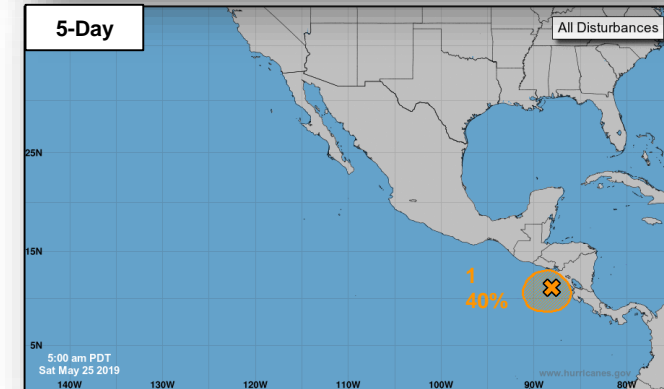 5-Day
All Disturbances
25N
15N
1
40%
5N
5:00 am PDT
Sat May 25 2019
www.hurricanes.gov
140W 130W 120W 110W 100W 90W 80W